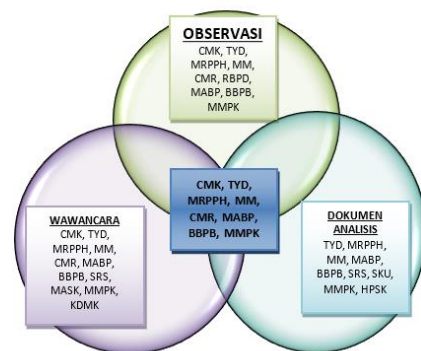 OBSERVASI
CMK, TYD,
MRPPH, MM,
CMR, RBPD,
MABP, BBPB,
MMPK
CMK, TYD,
MRPPH, MM,
CMR, MABP,
BBPB, MMPK
WAWANCARA
CMK, TYD,
MRPPH, MM,
CMR, MABP,
BBPB, SRS,
MASK, MMPK,
KDMK
DOKUMEN
ANALISIS
TYD, MRPPH,
MM, MABP,
BBPB, SRS, SKU,
MMPK, HPSK